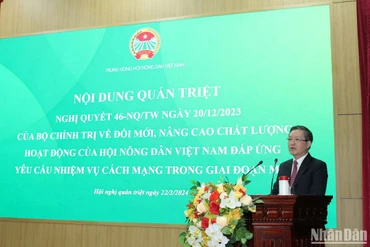 TRUNG ƯƠNG HỘI NÔNG DÂN VIỆT NAM
NỘI DUNG QUÁN TRIỆT
NGHỊ QUYẾT 46-NQ/TW NGÀY 20/12/2023
CỦA BỘ CHÍNH TRỊ VỀ ĐỔI MỚI, NÂNG CAO CHẤT LƯỢNG
HOẠT ĐỘNG CỦA HỘI NÔNG DÂN VIỆT NAM ĐÁP ỨNG
YÊU CẦU NHIỆM VỤ CÁCH MẠNG TRONG GIAI ĐOẠN M
Hội nghị quán triệt, ngày 22/3/2024
NhanDan